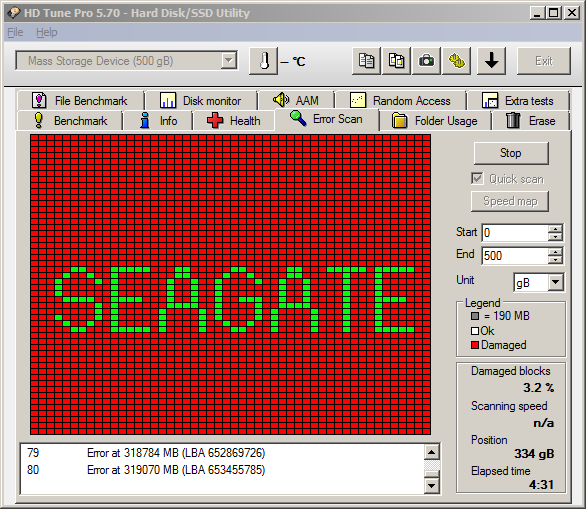 HD Tune Pro 5.70 - Hard Disk/SSD Utility
File Help
Mass Storage Device (500 gB)
– °C
Exit
File Benchmark Disk monitor AAM Random Access Extra tests
Benchmark Info Health Error Scan Folder Usage Erase
SEAGATE
Stop
Quick scan
Speed map
Start 0
End 500
Unit gB
Legend
= 190 MB
Ok
Damaged
Damaged blocks
3.2 %
Scanning speed
n/a
Position
334 gB
Elapsed time
4:31
79 Error at 318784 MB (LBA 652869726)
80 Error at 319070 MB (LBA 653455785)